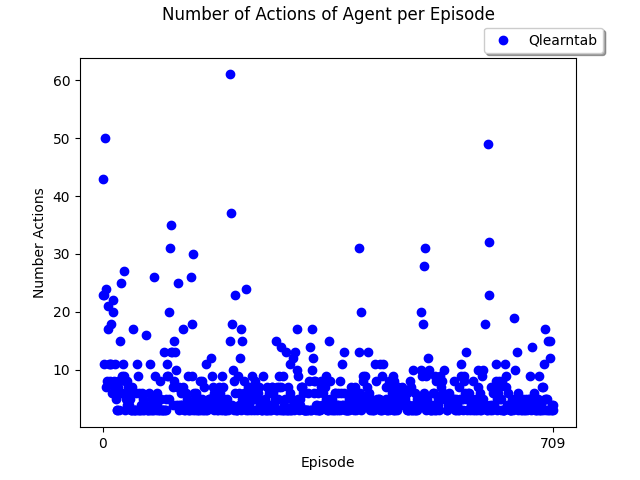 Number of Actions of Agent per Episode
Qlearntab
60
50
40
30
20
10
Number Actions
0
709
Episode